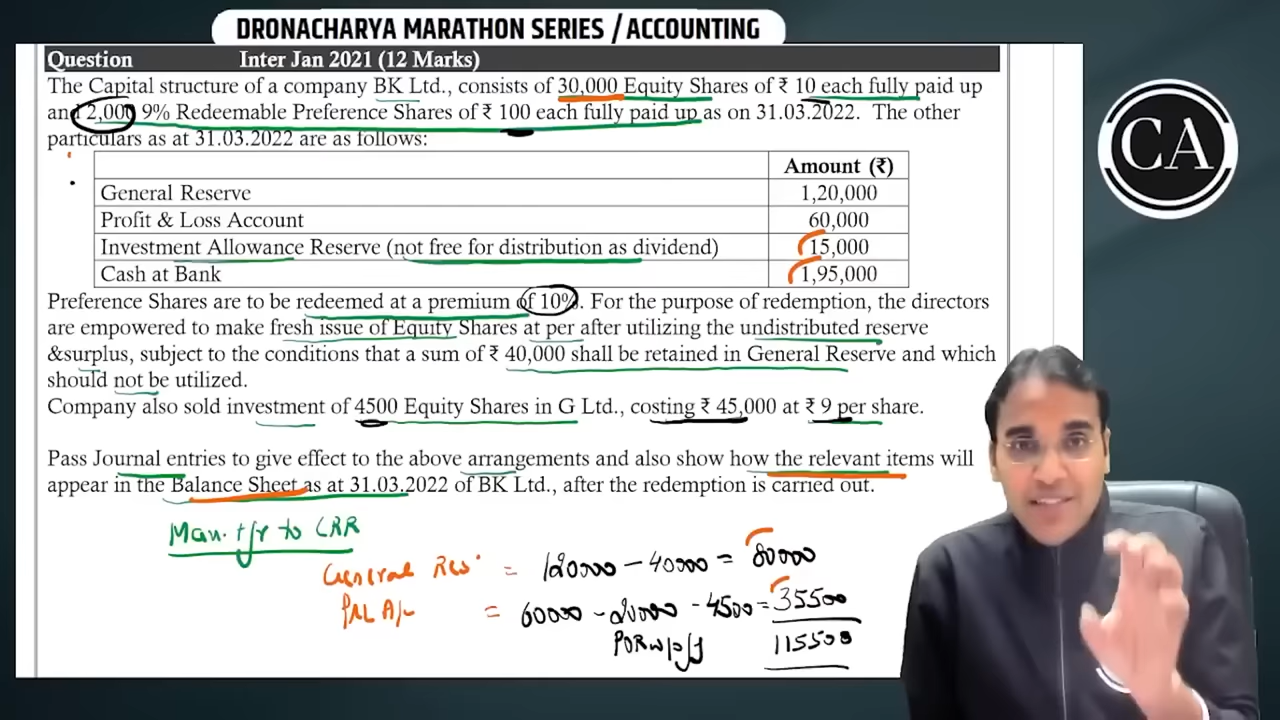 DRONACHARYA MARATHON SERIES / ACCOUNTING
Question Inter Jan 2021 (12 Marks)
The Capital structure of a company BK Ltd., consists of 30,000 Equity Shares of ₹ 10 each fully paid up
and 2,000 9% Redeemable Preference Shares of ₹ 100 each fully paid up as on 31.03.2022. The other
particulars as at 31.03.2022 are as follows:
Amount (₹)
General Reserve 1,20,000
Profit & Loss Account 60,000
Investment Allowance Reserve (not free for distribution as dividend) 15,000
Cash at Bank 1,95,000
Preference Shares are to be redeemed at a premium of 10%. For the purpose of redemption, the directors
are empowered to make fresh issue of Equity Shares at par after utilizing the undistributed reserve
&surplus, subject to the conditions that a sum of ₹ 40,000 shall be retained in General Reserve and which
should not be utilized.
Company also sold investment of 4500 Equity Shares in G Ltd., costing ₹ 45,000 at ₹ 9 per share.
Pass Journal entries to give effect to the above arrangements and also show how the relevant items will
appear in the Balance Sheet as at 31.03.2022 of BK Ltd., after the redemption is carried out.
Max. t/r to CRR
General Res. = 120000 - 40000 = 80000
P&L A/c = 60000 - 20000 - 4500 = 35500
PORw/o/f 115500
CA